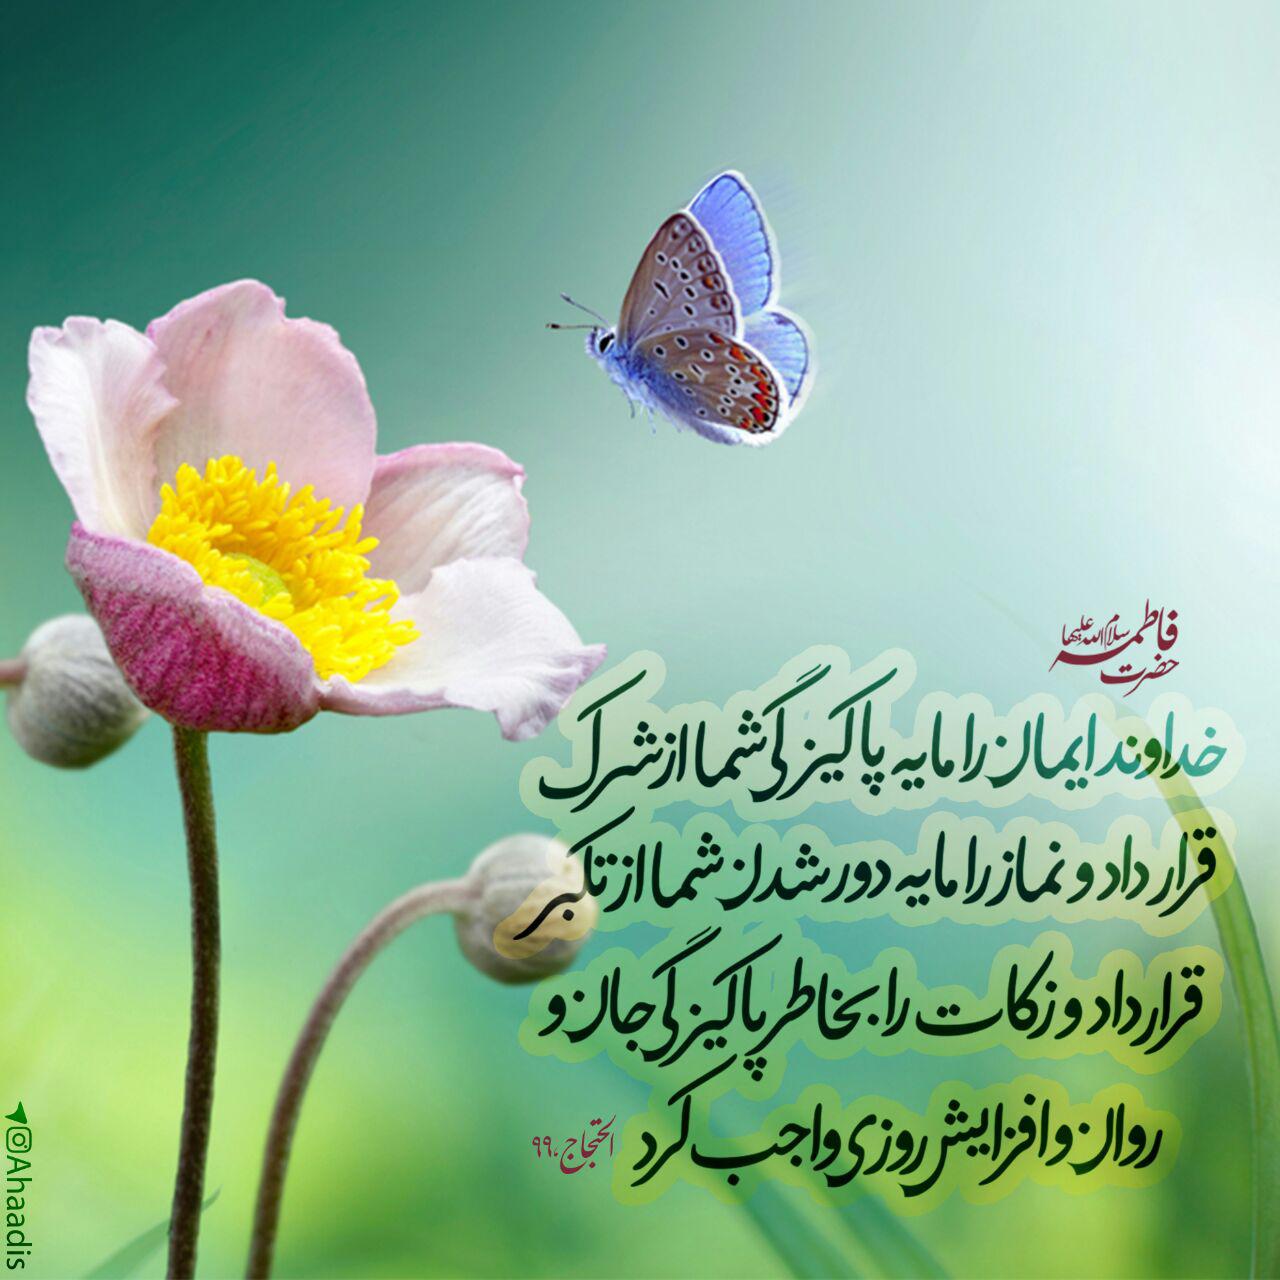 حضرت فاطمه سلام‌الله‌علیها
خداوند ایمان را مایه پاکیزگی شما از شرک
قرار داد و نماز را مایه دور شدن شما از تکبر
قرار داد و زکات را بخاطر پاکیزگی جان و
روان و افزایش روزی واجب کرد
الاحتجاج، ۹۹
@Ahaadis